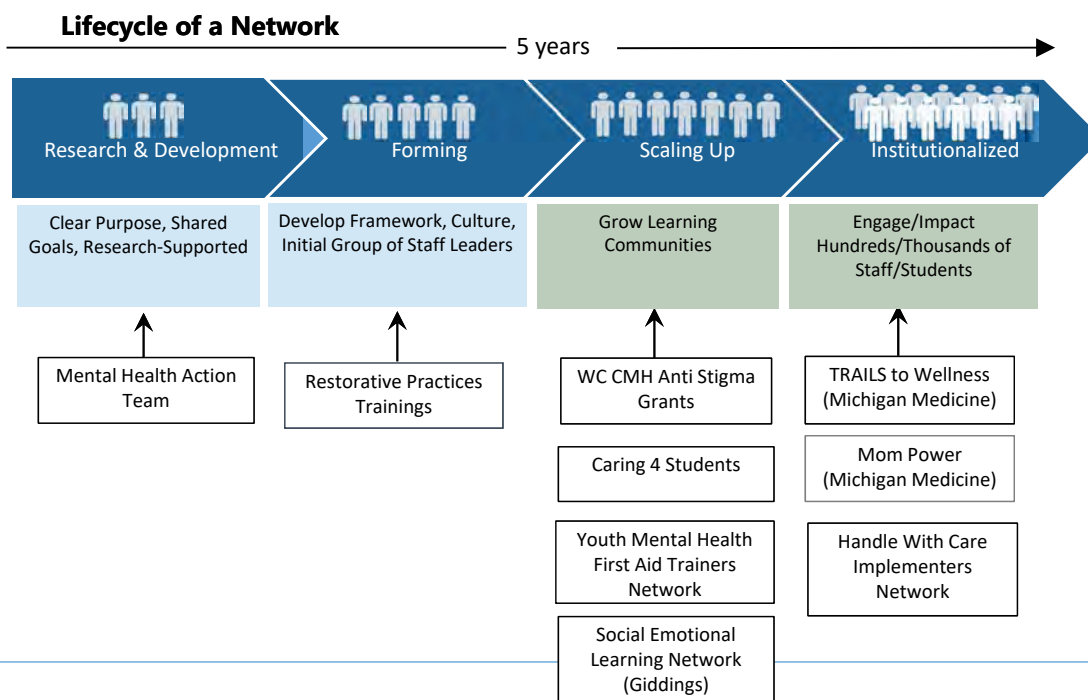 Lifecycle of a Network
5 years
Research & Development
Forming
Scaling Up
Institutionalized
Clear Purpose, Shared
Goals, Research-Supported
Develop Framework, Culture,
Initial Group of Staff Leaders
Grow Learning
Communities
Engage/Impact
Hundreds/Thousands of
Staff/Students
Mental Health Action
Team
Restorative Practices
Trainings
WC CMH Anti Stigma
Grants
Caring 4 Students
Youth Mental Health
First Aid Trainers
Network
Social Emotional
Learning Network
(Giddings)
TRAILS to Wellness
(Michigan Medicine)
Mom Power
(Michigan Medicine)
Handle With Care
Implementers
Network